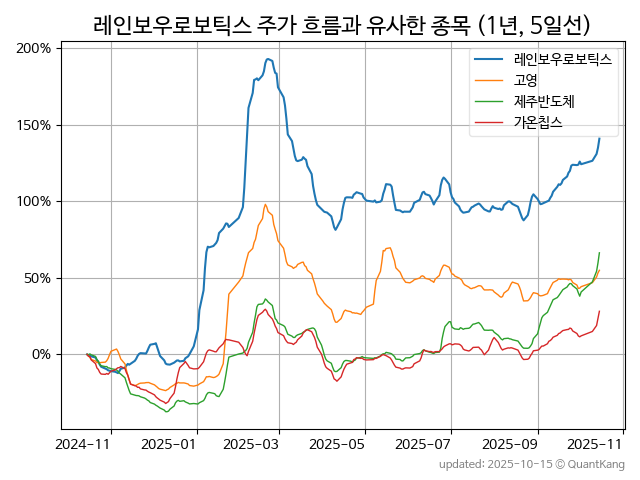 레인보우로보틱스 주가 흐름과 유사한 종목 (1년, 5일선)
200%
150%
100%
50%
0%
레인보우로보틱스
고영
제주반도체
가온칩스
2024-11
2025-01
2025-03
2025-05
2025-07
2025-09
2025-11
updated: 2025-10-15 © QuantKang